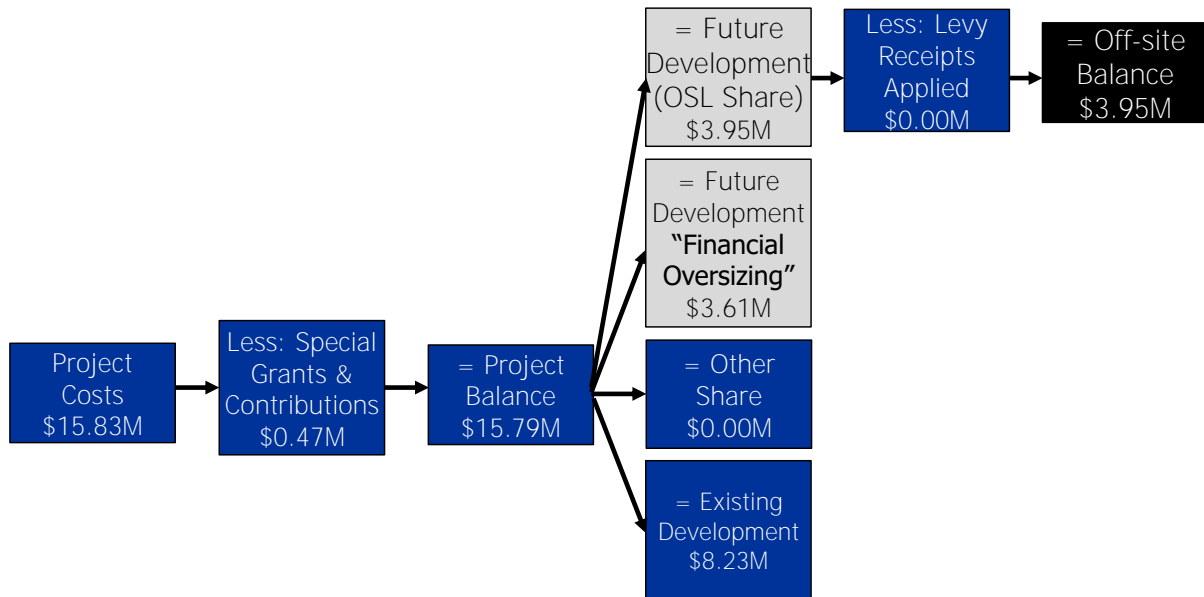 Project
Costs
$15.83M
Less: Special
Grants &
Contributions
$0.47M
= Project
Balance
$15.79M
= Future
Development
(OSL Share)
$3.95M
Less: Levy
Receipts
Applied
$0.00M
= Off-site
Balance
$3.95M
= Future
Development
“Financial
Oversizing”
$3.61M
= Other
Share
$0.00M
= Existing
Development
$8.23M